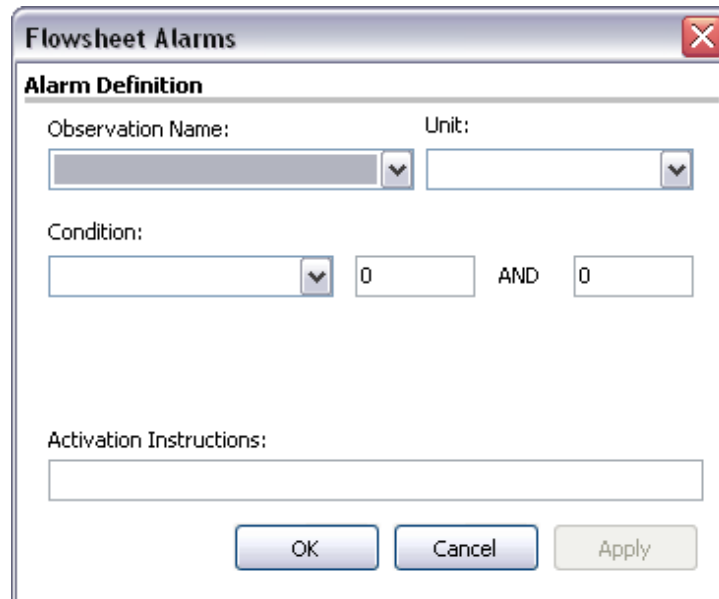 Flowsheet Alarms
Alarm Definition
Observation Name: Unit:
Condition:
0 AND 0
Activation Instructions:
OK Cancel Apply